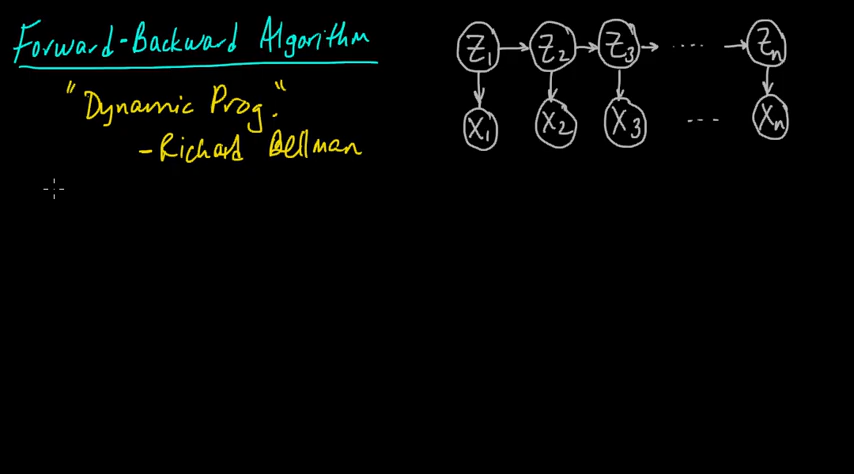 Forward-Backward Algorithm
"Dynamic Prog."
-Richard Bellman
Z1 Z2 Z3 .... Zn
X1 X2 X3 ... Xn